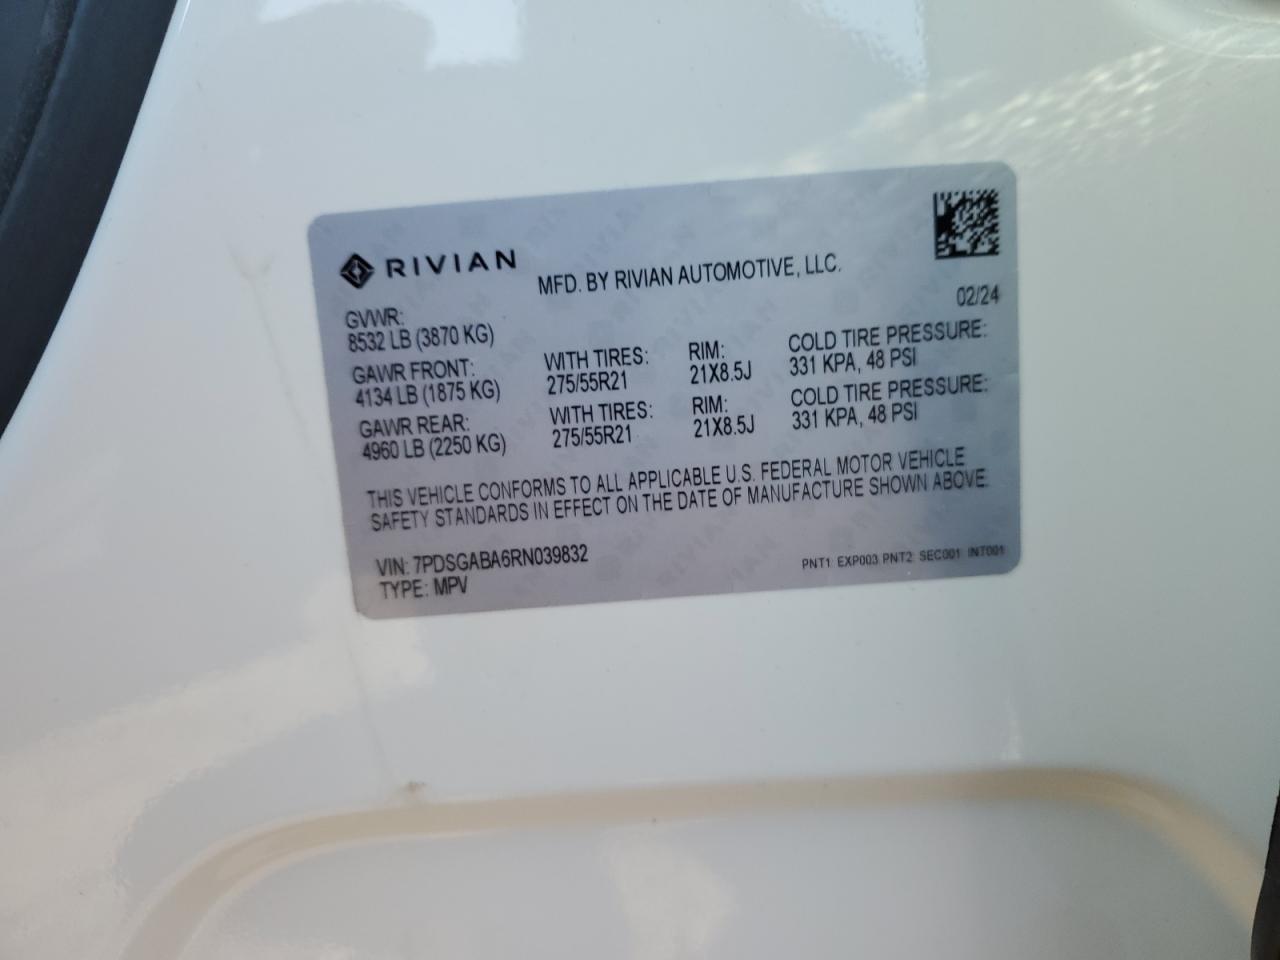 RIVIAN
MFD. BY RIVIAN AUTOMOTIVE, LLC.
02/24
GVWR:
8532 LB (3870 KG)
GAWR FRONT: WITH TIRES: RIM: COLD TIRE PRESSURE:
4134 LB (1875 KG) 275/55R21 21X8.5J 331 KPA, 48 PSI
GAWR REAR: WITH TIRES: RIM: COLD TIRE PRESSURE:
4960 LB (2250 KG) 275/55R21 21X8.5J 331 KPA, 48 PSI
THIS VEHICLE CONFORMS TO ALL APPLICABLE U.S. FEDERAL MOTOR VEHICLE
SAFETY STANDARDS IN EFFECT ON THE DATE OF MANUFACTURE SHOWN ABOVE.
VIN: 7PDSGABA6RN039832
TYPE: MPV
PNT1: EXP003 PNT2: SEC001 INT001